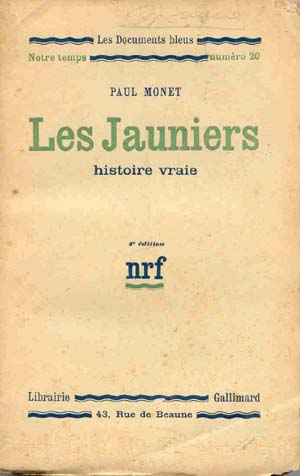 Les Documents bleus
Notre temps numéro 20
PAUL MONET
Les Jauniers
histoire vraie
4e édition
nrf
Librairie Gallimard
43, Rue de Beaune